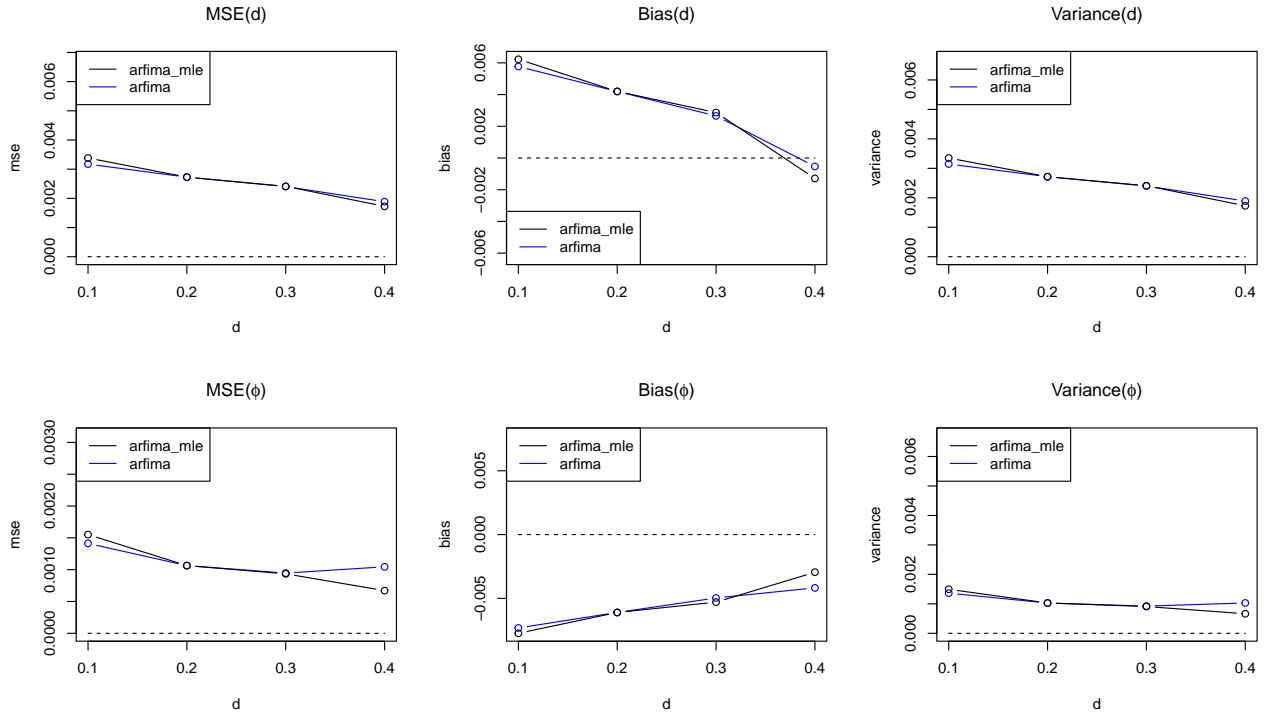 MSE(d)
mse
0.000 0.002 0.004 0.006
arfima_mle
arfima
0.1 0.2 0.3 0.4
d
Bias(d)
bias
−0.006 −0.002 0.002 0.006
arfima_mle
arfima
0.1 0.2 0.3 0.4
d
Variance(d)
variance
0.000 0.002 0.004 0.006
arfima_mle
arfima
0.1 0.2 0.3 0.4
d
MSE(ϕ)
mse
0.0000 0.0010 0.0020 0.0030
arfima_mle
arfima
0.1 0.2 0.3 0.4
d
Bias(ϕ)
bias
−0.005 0.000 0.005
arfima_mle
arfima
0.1 0.2 0.3 0.4
d
Variance(ϕ)
variance
0.000 0.002 0.004 0.006
arfima_mle
arfima
0.1 0.2 0.3 0.4
d